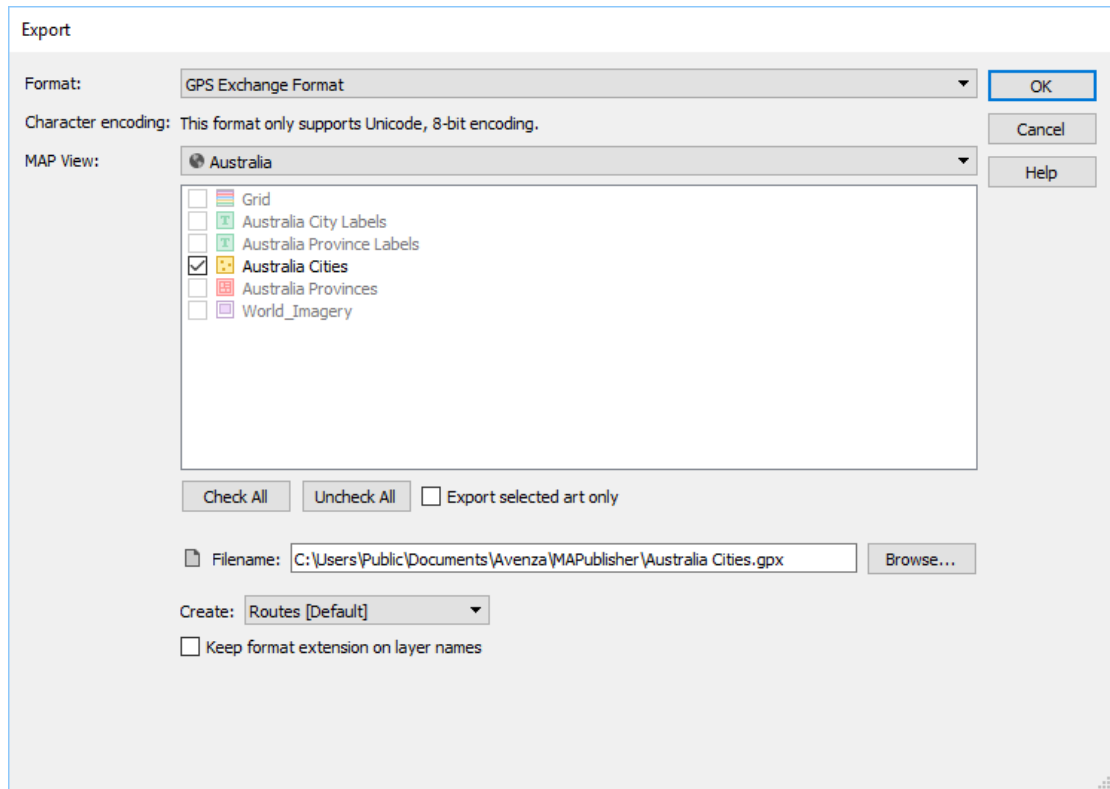 Export
Format: GPS Exchange Format OK
Character encoding: This format only supports Unicode, 8-bit encoding. Cancel
MAP View: Australia Help
Grid
T Australia City Labels
T Australia Province Labels
Australia Cities
Australia Provinces
World_Imagery
Check All Uncheck All Export selected art only
Filename: C:\Users\Public\Documents\Avenza\MAPublisher\Australia Cities.gpx Browse...
Create: Routes [Default]
Keep format extension on layer names